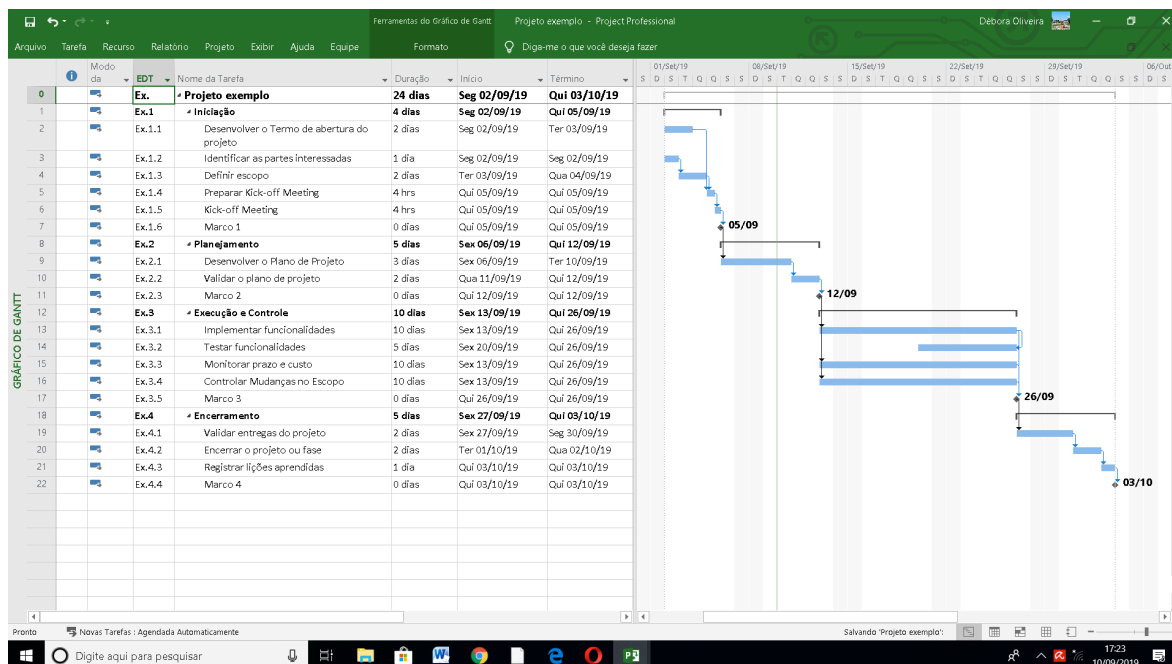 Ferramentas do Gráfico de Gantt Projeto exemplo - Project Professional Débora Oliveira
Arquivo Tarefa Recurso Relatório Projeto Exibir Ajuda Equipe Formato Diga-me o que você deseja fazer
01/Set/19 08/Set/19 15/Set/19 22/Set/19 29/Set/19 06/Out
Modo da EDT Nome da Tarefa Duração Início Término
S D S T Q Q S S D S T Q Q S S D S T Q Q S S D S T Q Q S S D S T Q Q S S D S
0 Ex. Projeto exemplo 24 dias Seg 02/09/19 Qui 03/10/19
1 Ex.1 Iniciação 4 dias Seg 02/09/19 Qui 05/09/19
2 Ex.1.1 Desenvolver o Termo de abertura do 2 dias Seg 02/09/19 Ter 03/09/19
projeto
3 Ex.1.2 Identificar as partes interessadas 1 dia Seg 02/09/19 Seg 02/09/19
4 Ex.1.3 Definir escopo 2 dias Ter 03/09/19 Qua 04/09/19
5 Ex.1.4 Preparar Kick-off Meeting 4 hrs Qui 05/09/19 Qui 05/09/19
6 Ex.1.5 Kick-off Meeting 4 hrs Qui 05/09/19 Qui 05/09/19
7 Ex.1.6 Marco 1 0 dias Qui 05/09/19 Qui 05/09/19 05/09
8 Ex.2 Planejamento 5 dias Sex 06/09/19 Qui 12/09/19
9 Ex.2.1 Desenvolver o Plano de Projeto 3 dias Sex 06/09/19 Ter 10/09/19
10 Ex.2.2 Validar o plano de projeto 2 dias Qua 11/09/19 Qui 12/09/19
11 Ex.2.3 Marco 2 0 dias Qui 12/09/19 Qui 12/09/19 12/09
12 Ex.3 Execução e Controle 10 dias Sex 13/09/19 Qui 26/09/19
13 Ex.3.1 Implementar funcionalidades 10 dias Sex 13/09/19 Qui 26/09/19
14 Ex.3.2 Testar funcionalidades 5 dias Sex 20/09/19 Qui 26/09/19
15 Ex.3.3 Monitorar prazo e custo 10 dias Sex 13/09/19 Qui 26/09/19
16 Ex.3.4 Controlar Mudanças no Escopo 10 dias Sex 13/09/19 Qui 26/09/19
17 Ex.3.5 Marco 3 0 dias Qui 26/09/19 Qui 26/09/19 26/09
18 Ex.4 Encerramento 5 dias Sex 27/09/19 Qui 03/10/19
19 Ex.4.1 Validar entregas do projeto 2 dias Sex 27/09/19 Seg 30/09/19
20 Ex.4.2 Encerrar o projeto ou fase 2 dias Ter 01/10/19 Qua 02/10/19
21 Ex.4.3 Registrar lições aprendidas 1 dia Qui 03/10/19 Qui 03/10/19
22 Ex.4.4 Marco 4 0 dias Qui 03/10/19 Qui 03/10/19 03/10
GRÁFICO DE GANTT
Pronto Novas Tarefas : Agendada Automaticamente Salvando 'Projeto exemplo':
Digite aqui para pesquisar 17:23
10/09/2019